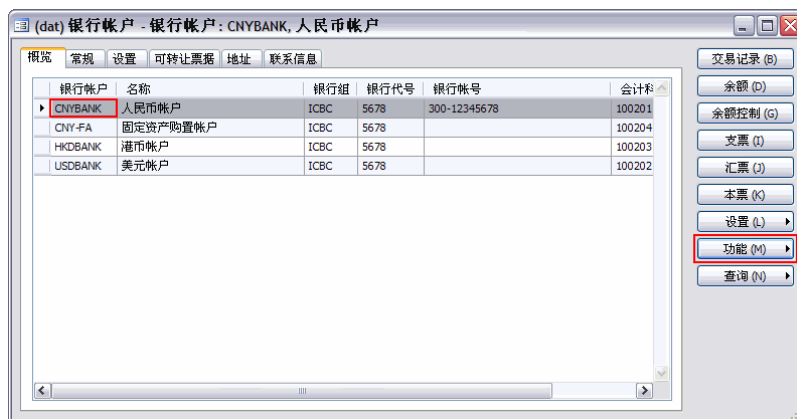 (dat) 银行帐户 - 银行帐户: CNYBANK, 人民币帐户
概览 常规 设置 可转让票据 地址 联系信息
银行帐户 名称 银行组 银行代号 银行帐号 会计科
CNYBANK 人民币帐户 ICBC 5678 300-12345678 100201
CNY-FA 固定资产购置帐户 ICBC 5678 100204
HKDBANK 港币帐户 ICBC 5678 100203
USDBANK 美元帐户 ICBC 5678 100202
交易记录 (B)
余额 (D)
余额控制 (G)
支票 (I)
汇票 (J)
本票 (K)
设置 (L)
功能 (M)
查询 (N)